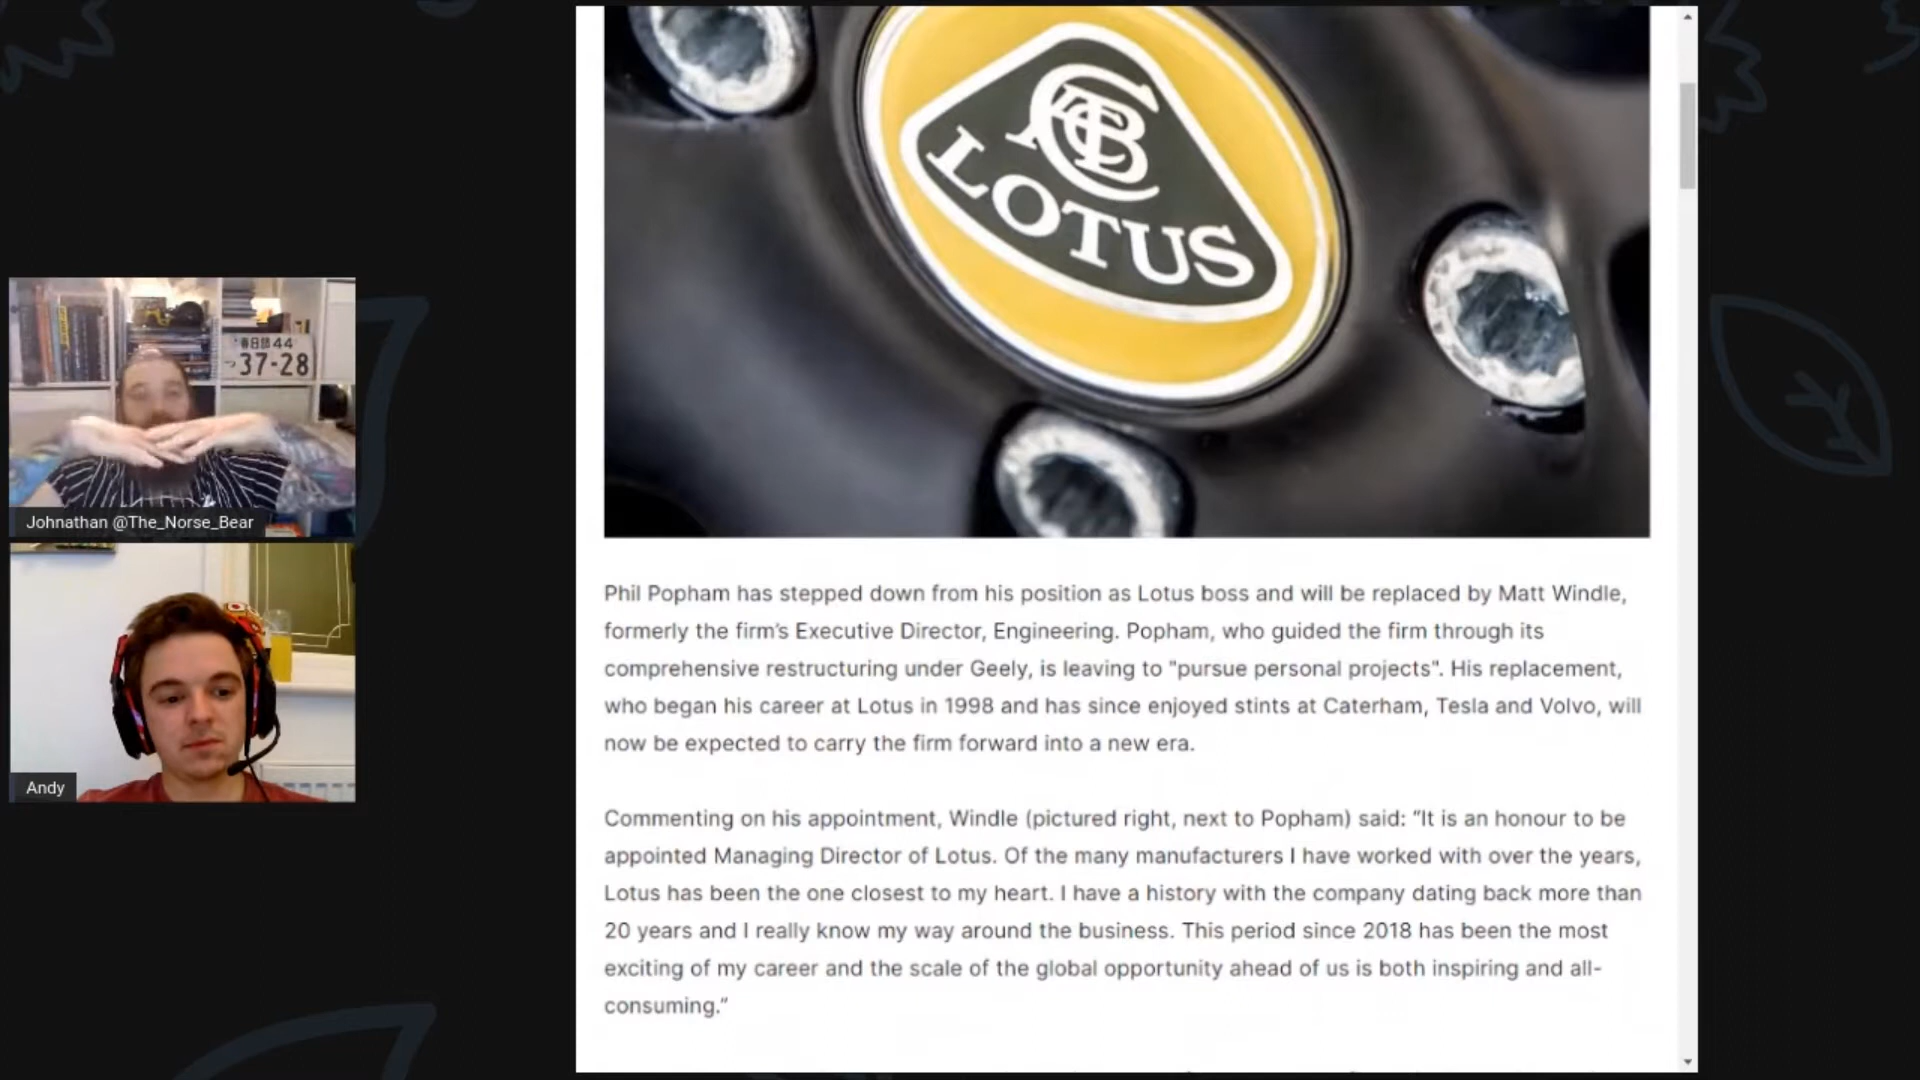 LOTUS
春日部 44
つ 37-28
Johnathan @The_Norse_Bear
Andy
Phil Popham has stepped down from his position as Lotus boss and will be replaced by Matt Windle,
formerly the firm's Executive Director, Engineering. Popham, who guided the firm through its
comprehensive restructuring under Geely, is leaving to "pursue personal projects". His replacement,
who began his career at Lotus in 1998 and has since enjoyed stints at Caterham, Tesla and Volvo, will
now be expected to carry the firm forward into a new era.
Commenting on his appointment, Windle (pictured right, next to Popham) said: “It is an honour to be
appointed Managing Director of Lotus. Of the many manufacturers I have worked with over the years,
Lotus has been the one closest to my heart. I have a history with the company dating back more than
20 years and I really know my way around the business. This period since 2018 has been the most
exciting of my career and the scale of the global opportunity ahead of us is both inspiring and all-
consuming.”